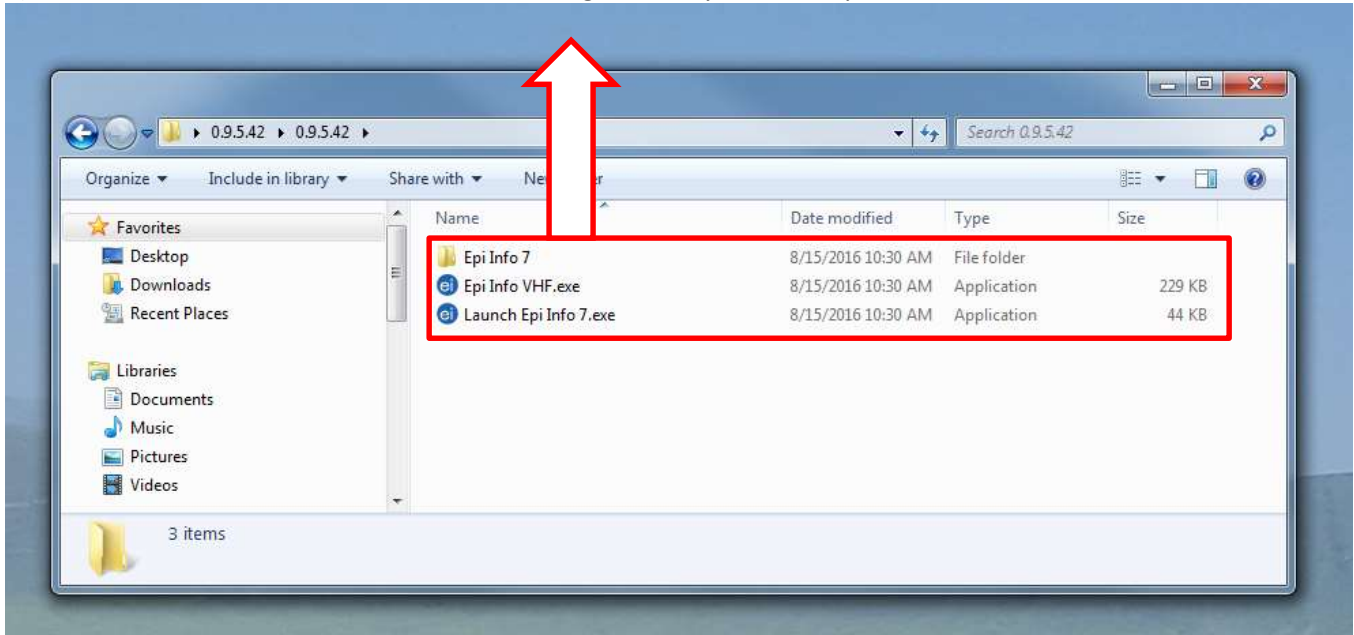 0.9.5.42 ▸ 0.9.5.42 ▸ Search 0.9.5.42
Organize ▾ Include in library ▾ Share with ▾
Name Date modified Type Size
Favorites
Desktop
Downloads
Recent Places
Libraries
Documents
Music
Pictures
Videos
Epi Info 7 8/15/2016 10:30 AM File folder
ei Epi Info VHF.exe 8/15/2016 10:30 AM Application 229 KB
ei Launch Epi Info 7.exe 8/15/2016 10:30 AM Application 44 KB
3 items